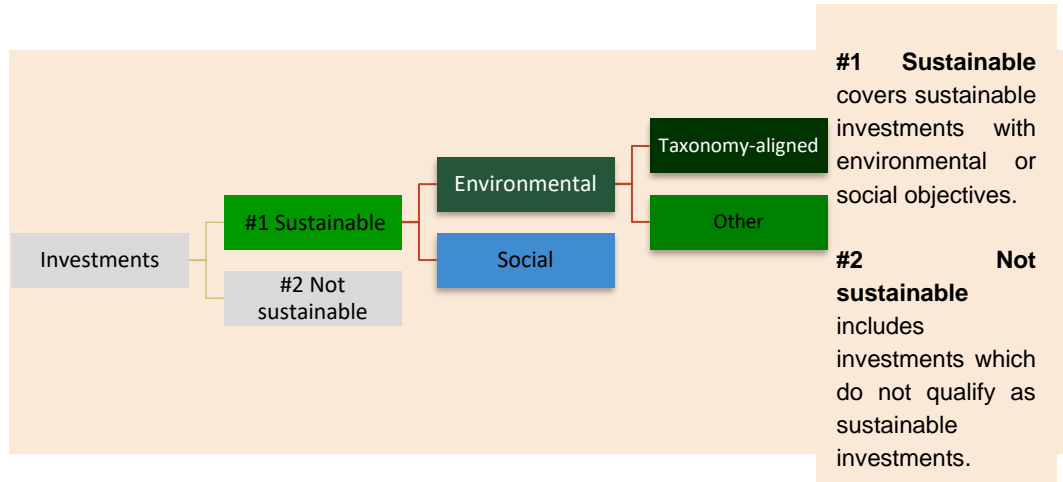 Investments
#1 Sustainable
#2 Not
sustainable
Environmental
Social
Taxonomy-aligned
Other
#1 Sustainable
covers sustainable
investments with
environmental or
social objectives.
#2 Not
sustainable
includes
investments which
do not qualify as
sustainable
investments.